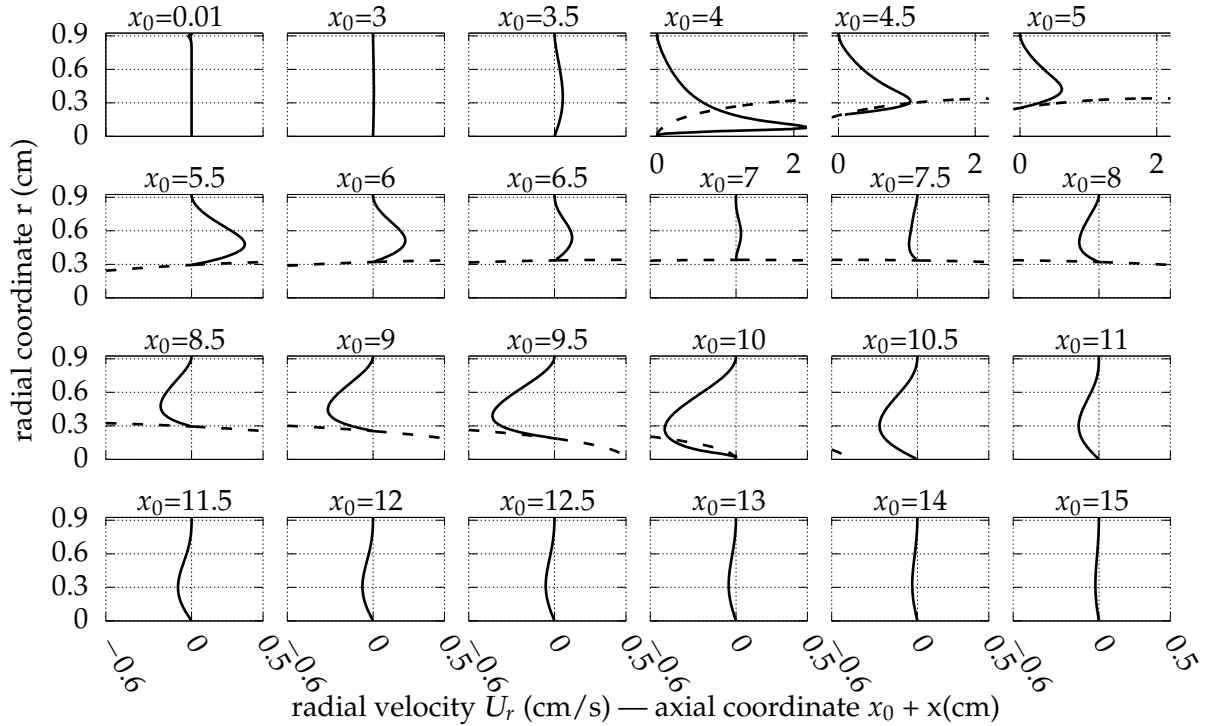 x₀=0.01 x₀=3 x₀=3.5 x₀=4 x₀=4.5 x₀=5
0.9
0.6
0.3
0
0 2 0 2 0 2
x₀=5.5 x₀=6 x₀=6.5 x₀=7 x₀=7.5 x₀=8
0.9
0.6
0.3
0
x₀=8.5 x₀=9 x₀=9.5 x₀=10 x₀=10.5 x₀=11
0.9
0.6
0.3
0
x₀=11.5 x₀=12 x₀=12.5 x₀=13 x₀=14 x₀=15
0.9
0.6
0.3
0
−0.6 0 0.5 −0.6 0 0.5 −0.6 0 0.5 −0.6 0 0.5 −0.6 0 0.5 −0.6 0 0.5
radial coordinate r (cm)
radial velocity Uᵣ (cm/s) — axial coordinate x₀ + x(cm)